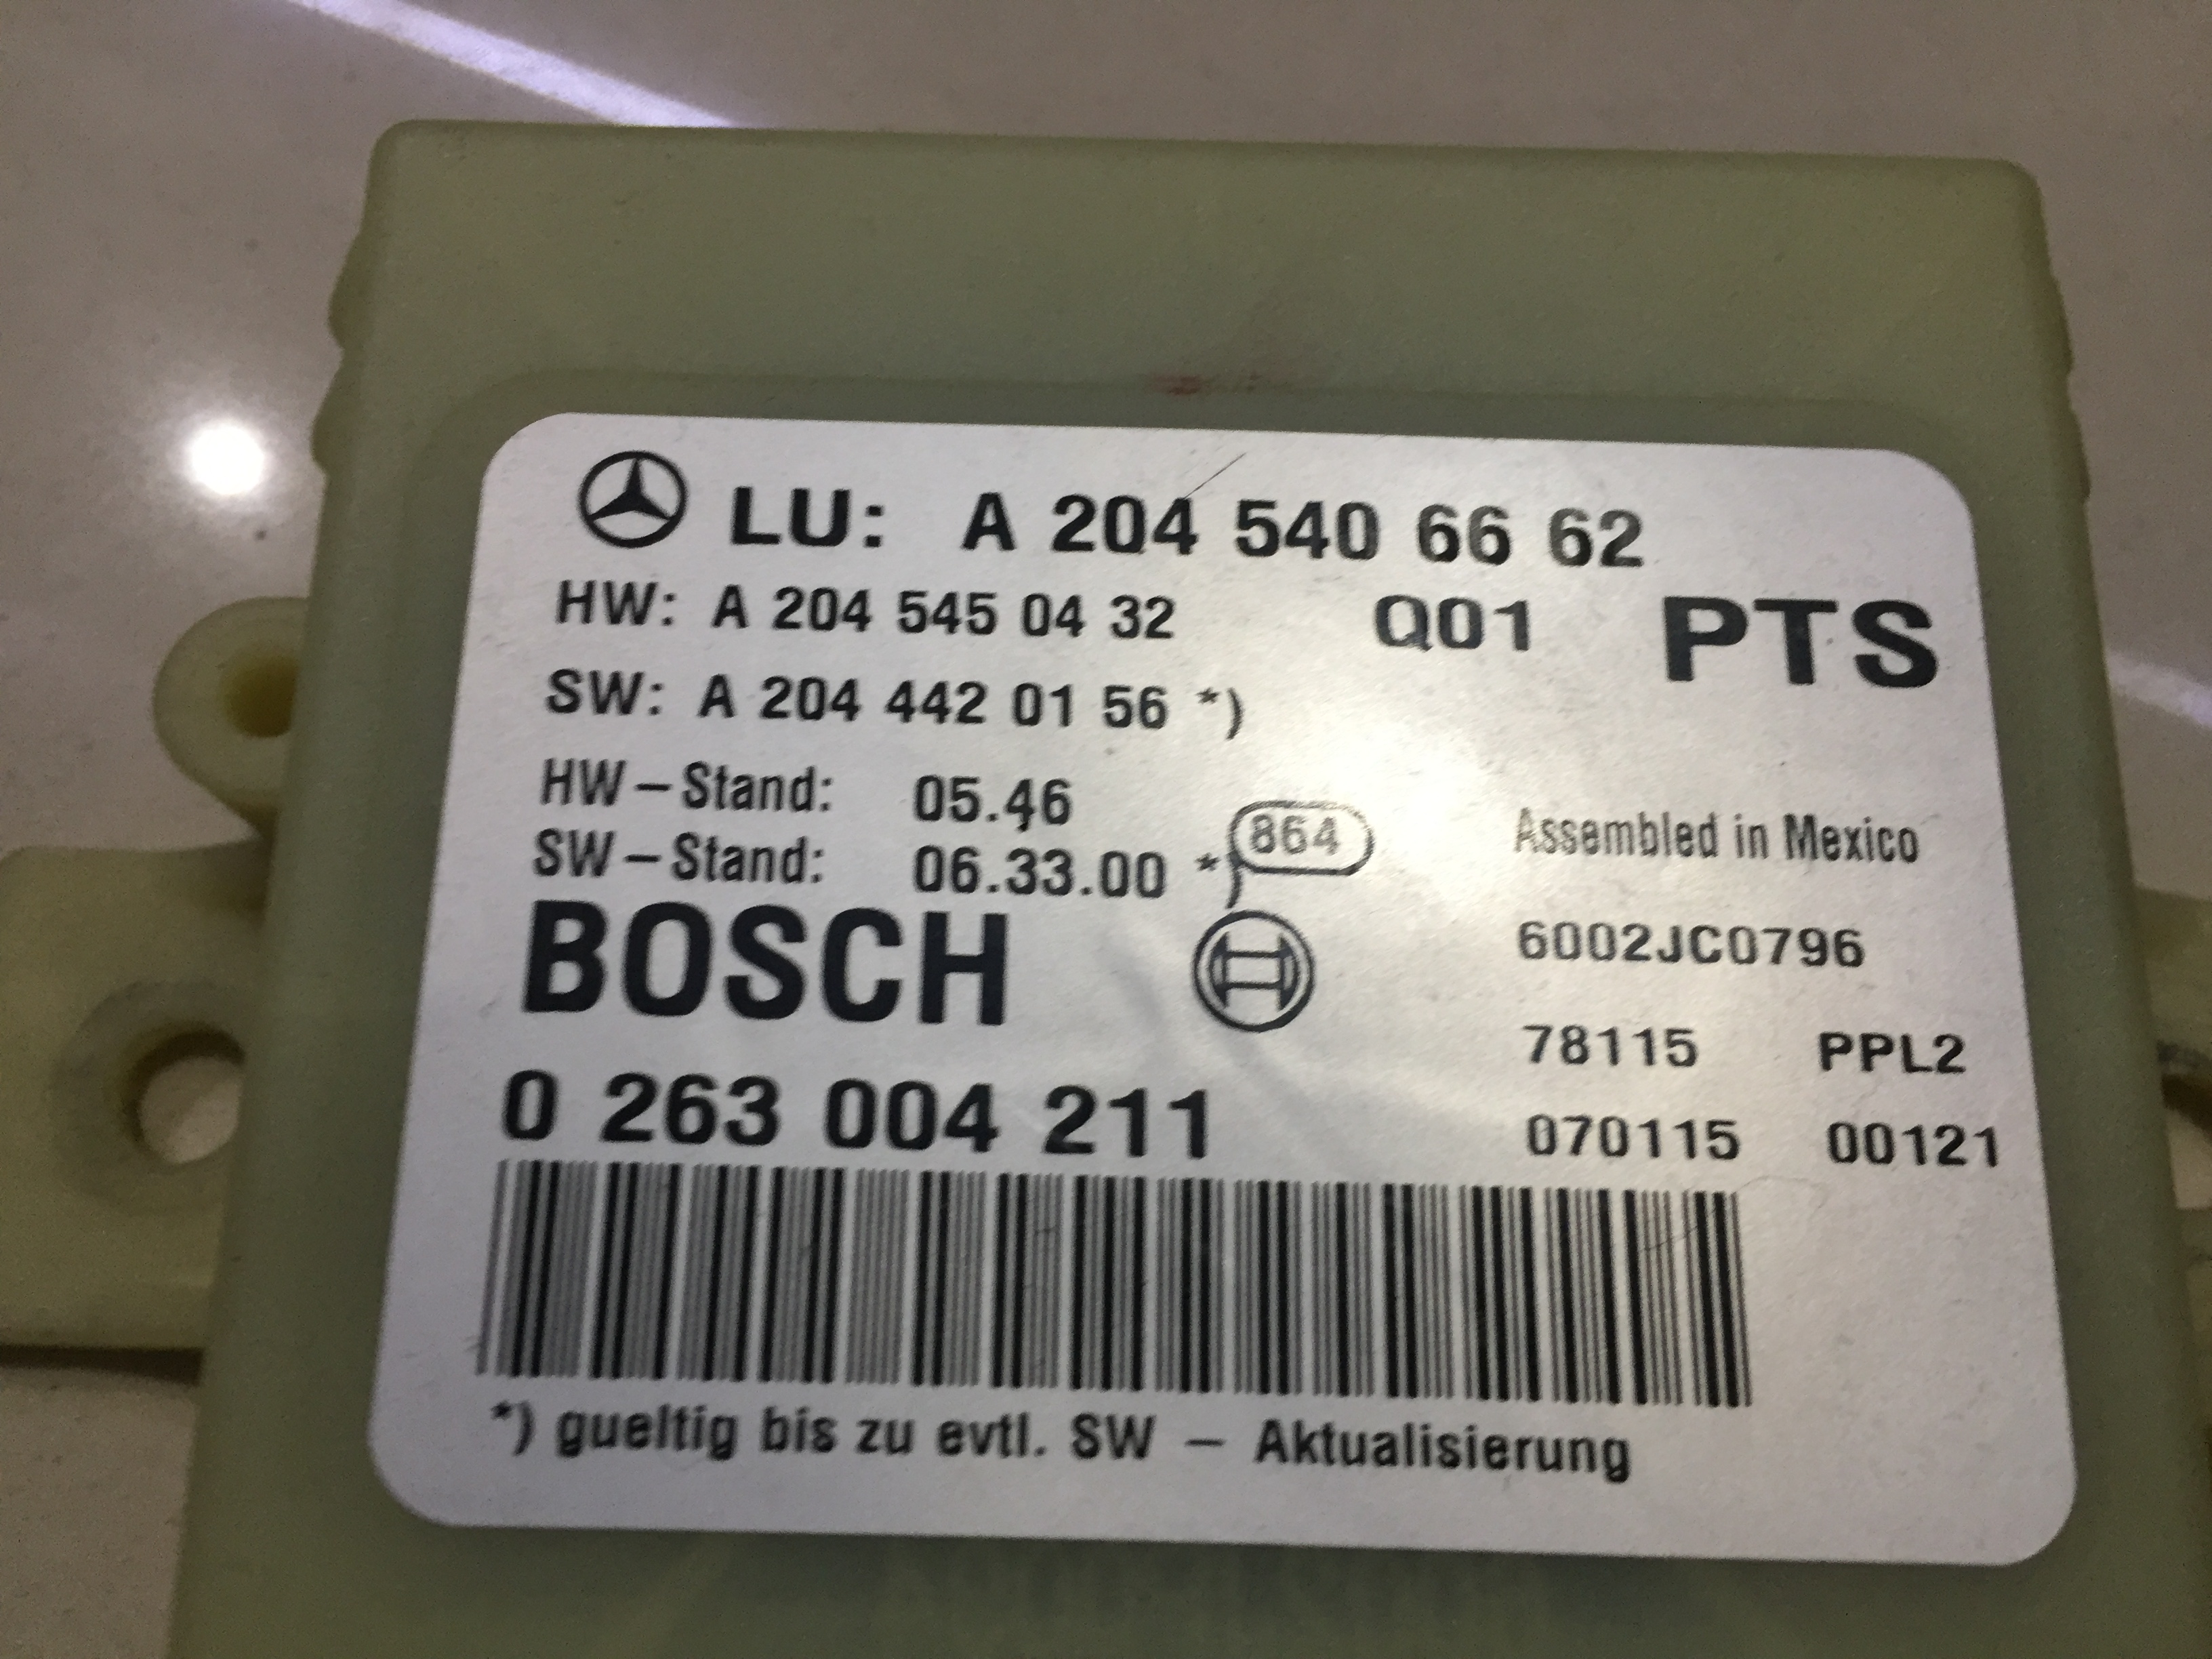 LU: A 204 540 66 62
HW: A 204 545 04 32 Q01 PTS
SW: A 204 442 01 56 *)
HW-Stand: 05.46
SW-Stand: 06.33.00 *)
864
Assembled in Mexico
BOSCH
6002JC0796
78115 PPL2
0 263 004 211
070115 00121
*) gueltig bis zu evtl. SW - Aktualisierung